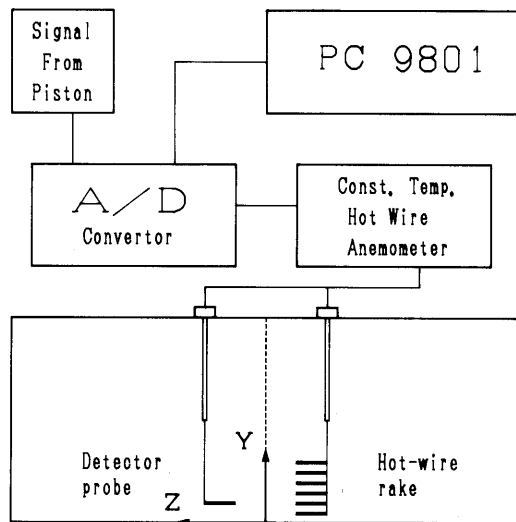 Signal
From
Piston
PC 9801
A/D
Convertor
Const. Temp.
Hot Wire
Anemometer
Y
Detector
probe
Z
Hot-wire
rake